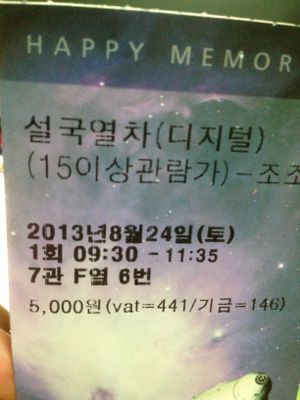 HAPPY MEMOR
설국열차(디지털)
(15이상관람가)-조조
2013년8월24일(토)
1회 09:30 - 11:35
7관 F열 6번
5,000원(vat=441/기금=146)